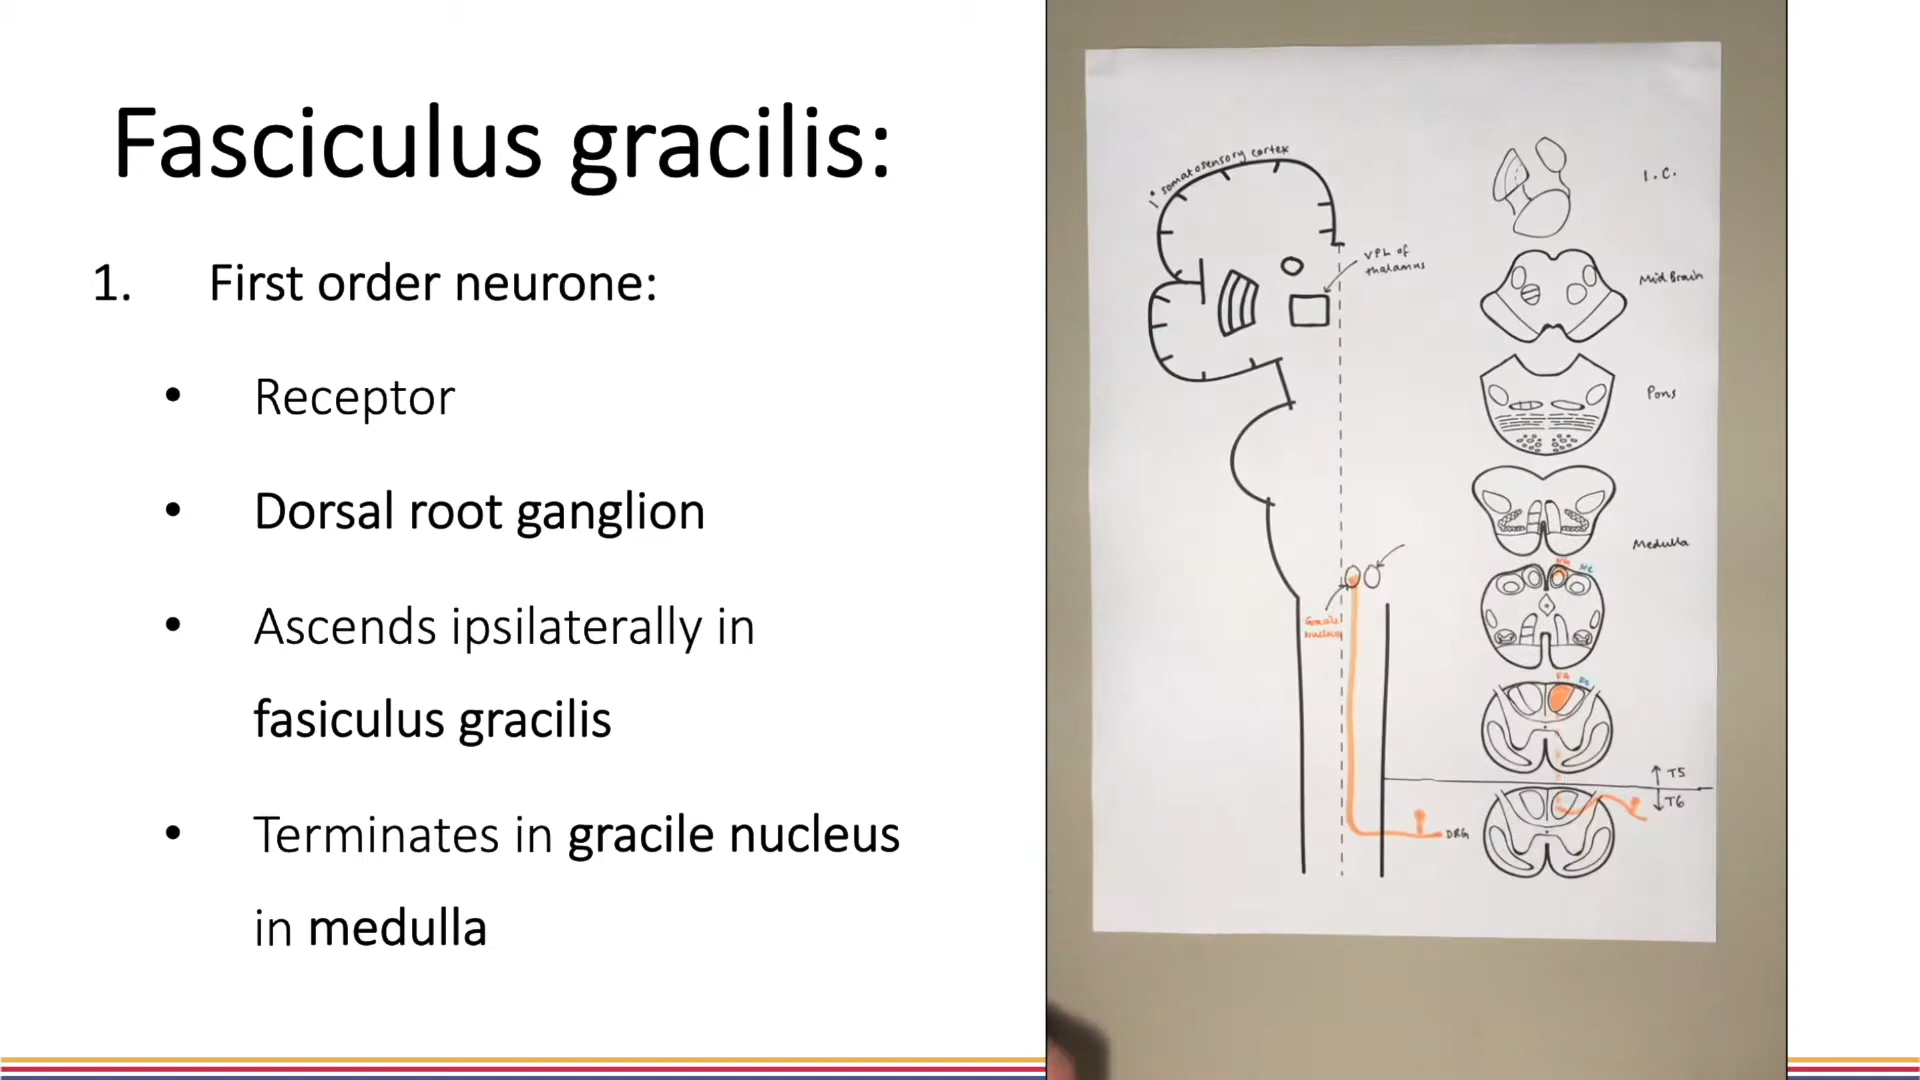 Fasciculus gracilis:
1. First order neurone:
• Receptor
• Dorsal root ganglion
• Ascends ipsilaterally in
fasiculus gracilis
• Terminates in gracile nucleus
in medulla
1° somatosensory cortex
VPL of
thalamus
I.C.
Mid Brain
Pons
Medulla
Gracile
Nucleus
DRG
↑ T5
↓ T6